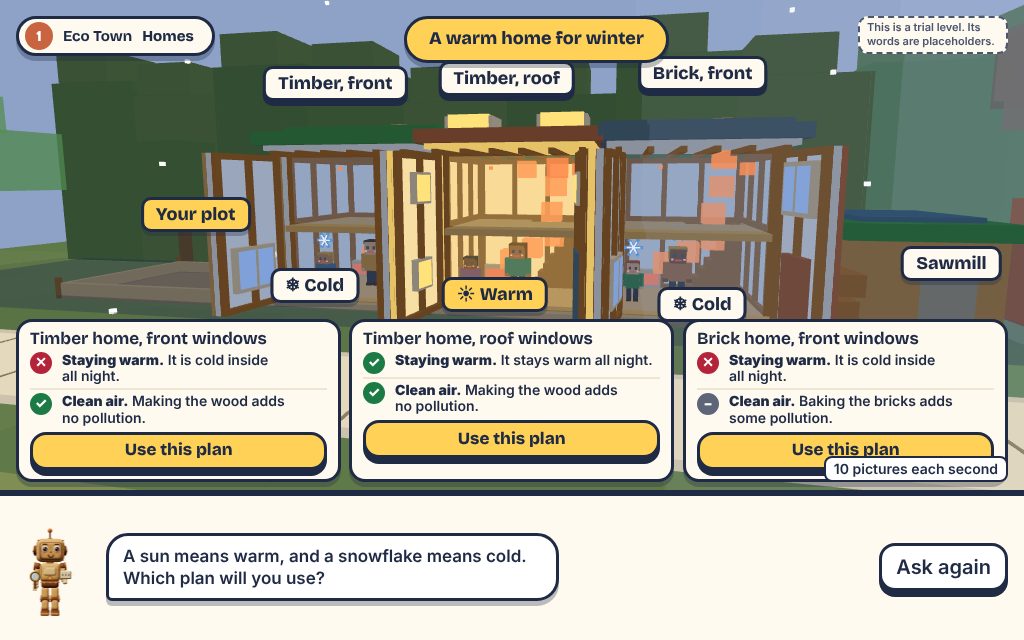 1 Eco Town Homes
A warm home for winter
This is a trial level. Its
words are placeholders.
Timber, front
Timber, roof
Brick, front
Your plot
Sawmill
❄ Cold
☀ Warm
❄ Cold
Timber home, front windows
Staying warm. It is cold inside
all night.
Clean air. Making the wood adds
no pollution.
Use this plan
Timber home, roof windows
Staying warm. It stays warm all night.
Clean air. Making the wood adds
no pollution.
Use this plan
Brick home, front windows
Staying warm. It is cold inside
all night.
Clean air. Baking the bricks adds
some pollution.
Use this plan
10 pictures each second
A sun means warm, and a snowflake means cold.
Which plan will you use?
Ask again